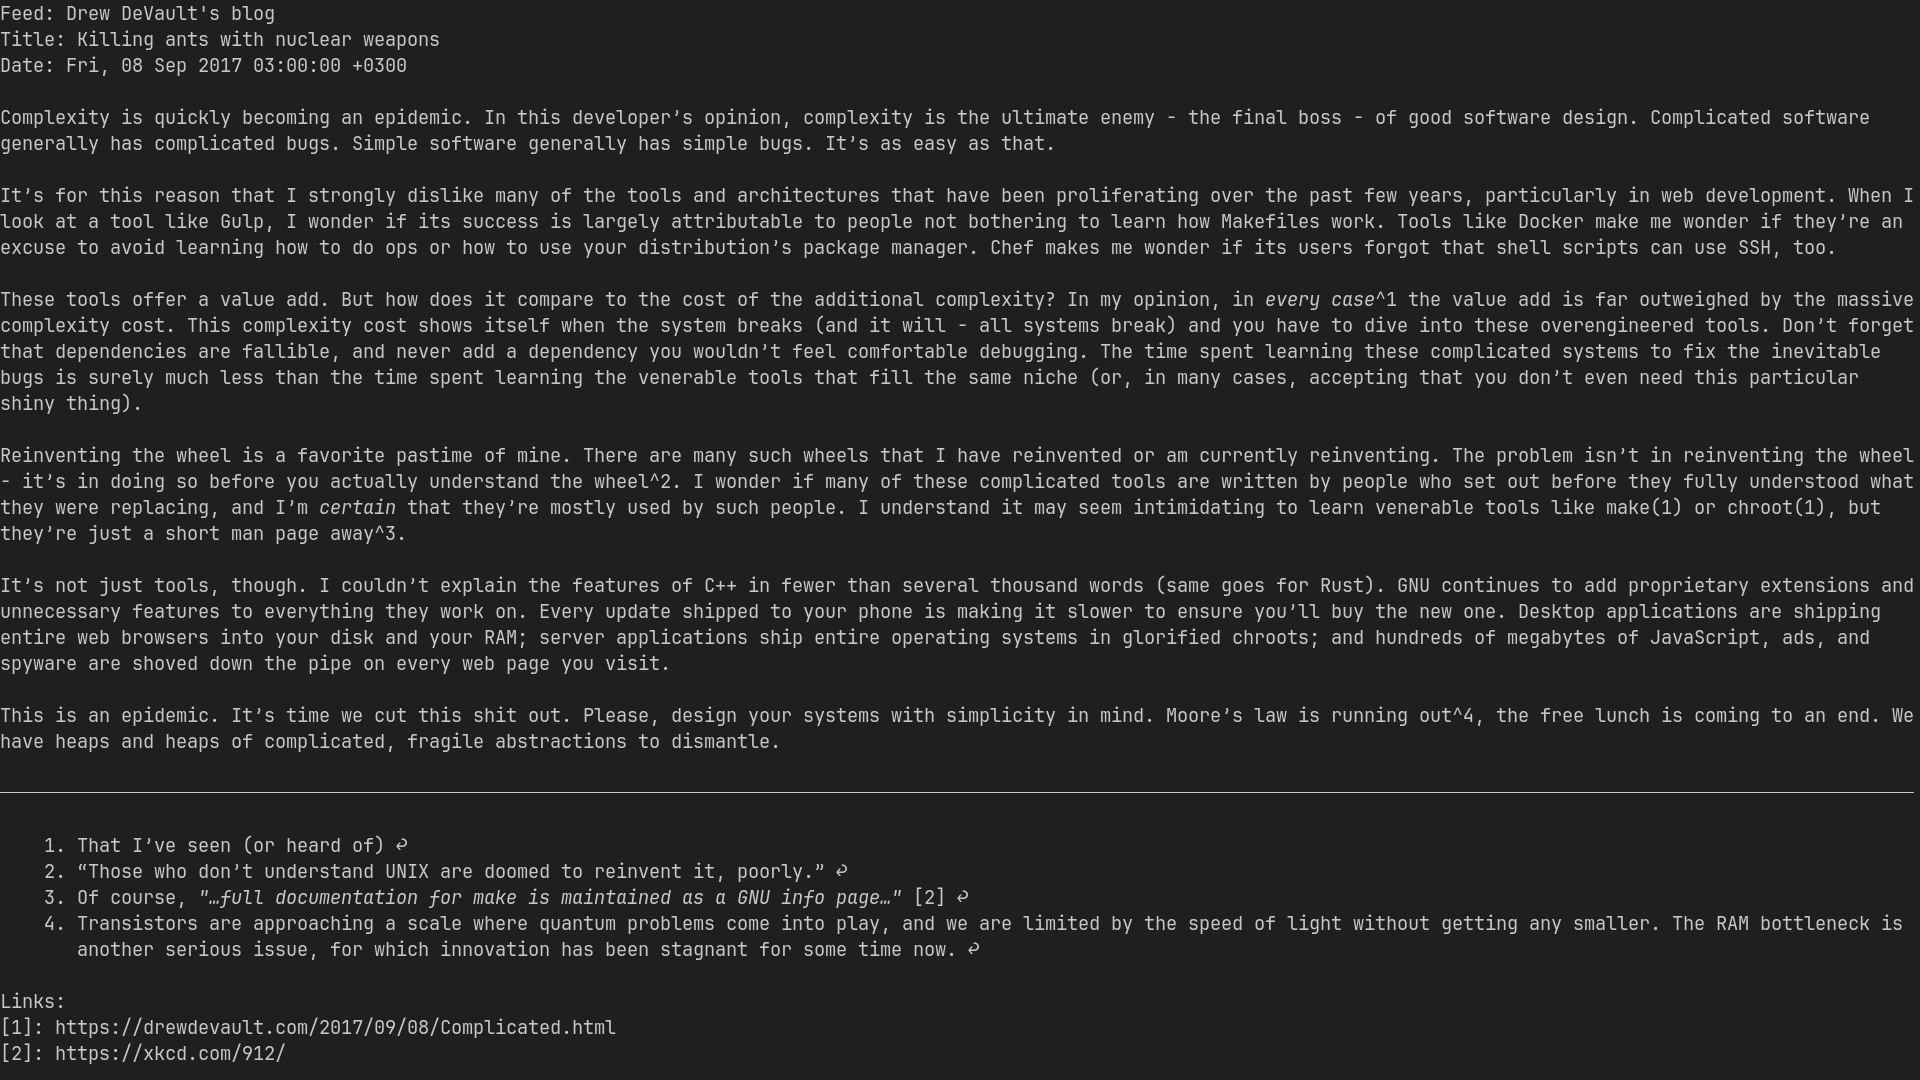 Feed: Drew DeVault's blog
Title: Killing ants with nuclear weapons
Date: Fri, 08 Sep 2017 03:00:00 +0300
Complexity is quickly becoming an epidemic. In this developer’s opinion, complexity is the ultimate enemy - the final boss - of good software design. Complicated software
generally has complicated bugs. Simple software generally has simple bugs. It’s as easy as that.
It’s for this reason that I strongly dislike many of the tools and architectures that have been proliferating over the past few years, particularly in web development. When I
look at a tool like Gulp, I wonder if its success is largely attributable to people not bothering to learn how Makefiles work. Tools like Docker make me wonder if they’re an
excuse to avoid learning how to do ops or how to use your distribution’s package manager. Chef makes me wonder if its users forgot that shell scripts can use SSH, too.
These tools offer a value add. But how does it compare to the cost of the additional complexity? In my opinion, in every case^1 the value add is far outweighed by the massive
complexity cost. This complexity cost shows itself when the system breaks (and it will - all systems break) and you have to dive into these overengineered tools. Don’t forget
that dependencies are fallible, and never add a dependency you wouldn’t feel comfortable debugging. The time spent learning these complicated systems to fix the inevitable
bugs is surely much less than the time spent learning the venerable tools that fill the same niche (or, in many cases, accepting that you don’t even need this particular
shiny thing).
Reinventing the wheel is a favorite pastime of mine. There are many such wheels that I have reinvented or am currently reinventing. The problem isn’t in reinventing the wheel
- it’s in doing so before you actually understand the wheel^2. I wonder if many of these complicated tools are written by people who set out before they fully understood what
they were replacing, and I’m certain that they’re mostly used by such people. I understand it may seem intimidating to learn venerable tools like make(1) or chroot(1), but
they’re just a short man page away^3.
It’s not just tools, though. I couldn’t explain the features of C++ in fewer than several thousand words (same goes for Rust). GNU continues to add proprietary extensions and
unnecessary features to everything they work on. Every update shipped to your phone is making it slower to ensure you’ll buy the new one. Desktop applications are shipping
entire web browsers into your disk and your RAM; server applications ship entire operating systems in glorified chroots; and hundreds of megabytes of JavaScript, ads, and
spyware are shoved down the pipe on every web page you visit.
This is an epidemic. It’s time we cut this shit out. Please, design your systems with simplicity in mind. Moore’s law is running out^4, the free lunch is coming to an end. We
have heaps and heaps of complicated, fragile abstractions to dismantle.
1. That I’ve seen (or heard of) ⤶
2. “Those who don’t understand UNIX are doomed to reinvent it, poorly.” ⤶
3. Of course, "…full documentation for make is maintained as a GNU info page…" [2] ⤶
4. Transistors are approaching a scale where quantum problems come into play, and we are limited by the speed of light without getting any smaller. The RAM bottleneck is
another serious issue, for which innovation has been stagnant for some time now. ⤶
Links:
[1]: https://drewdevault.com/2017/09/08/Complicated.html
[2]: https://xkcd.com/912/